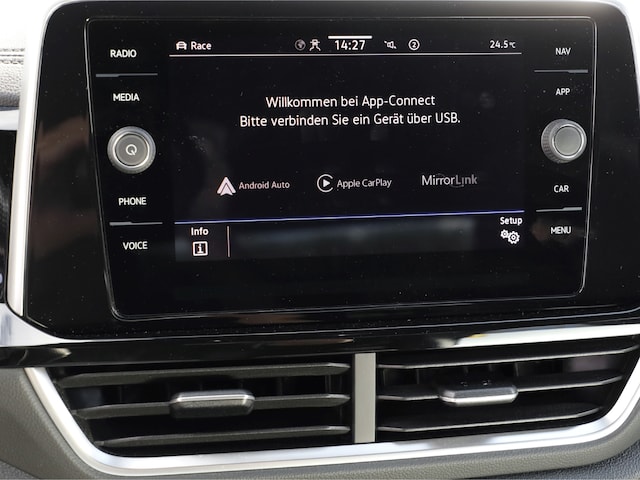 RADIO
MEDIA
PHONE
VOICE
Race
14:27
2
24.5°C
Willkommen bei App-Connect
Bitte verbinden Sie ein Gerät über USB.
Android Auto
Apple CarPlay
MirrorLink
Info
Setup
NAV
APP
CAR
MENU